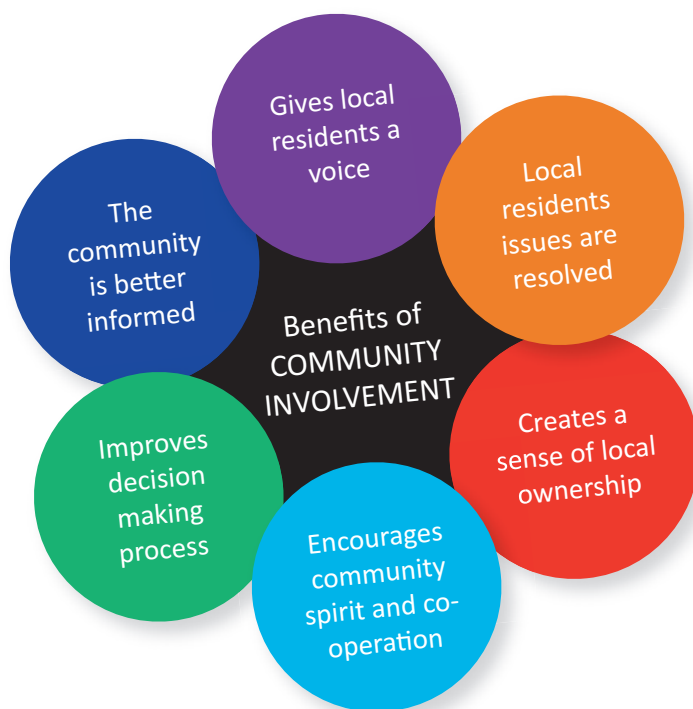 Gives local
residents a
voice
Local
residents
issues are
resolved
The
community
is better
informed
Benefits of
COMMUNITY
INVOLVEMENT
Creates a
sense of local
ownership
Improves
decision
making
process
Encourages
community
spirit and co-
operation